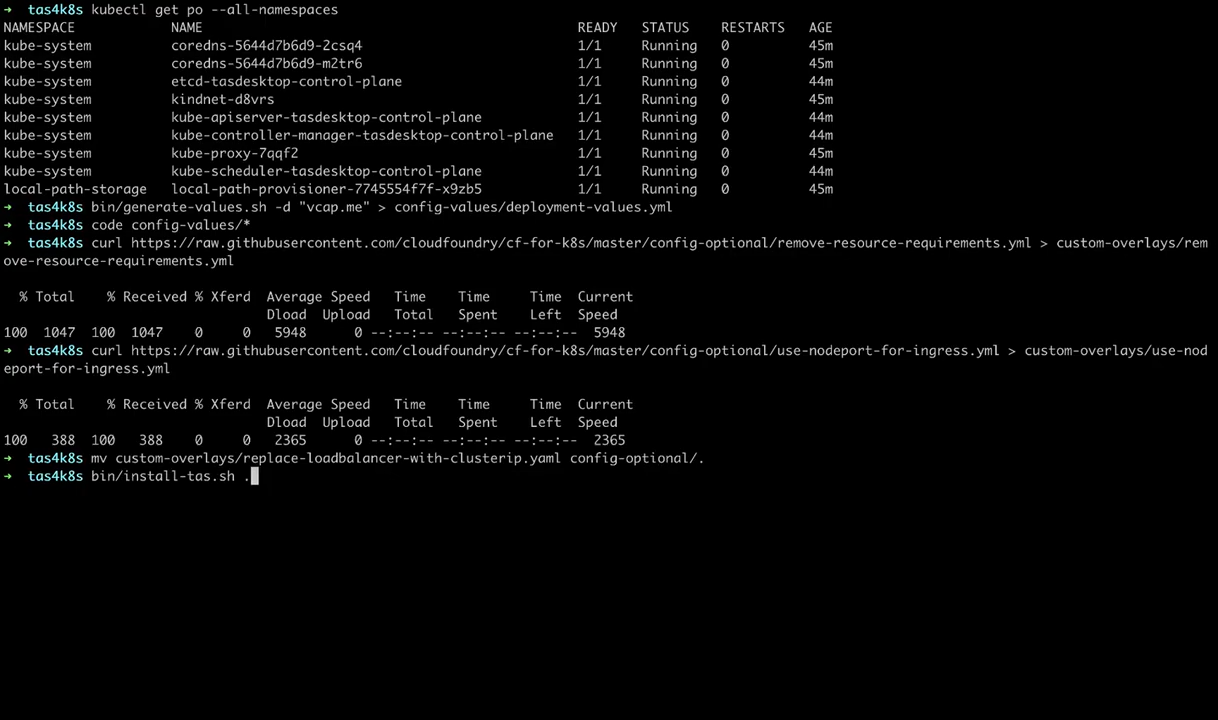 → tas4k8s kubectl get po --all-namespaces
NAMESPACE NAME READY STATUS RESTARTS AGE
kube-system coredns-5644d7b6d9-2csq4 1/1 Running 0 45m
kube-system coredns-5644d7b6d9-m2tr6 1/1 Running 0 45m
kube-system etcd-tasdesktop-control-plane 1/1 Running 0 44m
kube-system kindnet-d8vrs 1/1 Running 0 45m
kube-system kube-apiserver-tasdesktop-control-plane 1/1 Running 0 44m
kube-system kube-controller-manager-tasdesktop-control-plane 1/1 Running 0 44m
kube-system kube-proxy-7qqf2 1/1 Running 0 45m
kube-system kube-scheduler-tasdesktop-control-plane 1/1 Running 0 44m
local-path-storage local-path-provisioner-7745554f7f-x9zb5 1/1 Running 0 45m
→ tas4k8s bin/generate-values.sh -d "vcap.me" > config-values/deployment-values.yml
→ tas4k8s code config-values/*
→ tas4k8s curl https://raw.githubusercontent.com/cloudfoundry/cf-for-k8s/master/config-optional/remove-resource-requirements.yml > custom-overlays/rem
ove-resource-requirements.yml
% Total % Received % Xferd Average Speed Time Time Time Current
Dload Upload Total Spent Left Speed
100 1047 100 1047 0 0 5948 0 --:--:-- --:--:-- --:--:-- 5948
→ tas4k8s curl https://raw.githubusercontent.com/cloudfoundry/cf-for-k8s/master/config-optional/use-nodeport-for-ingress.yml > custom-overlays/use-nod
eport-for-ingress.yml
% Total % Received % Xferd Average Speed Time Time Time Current
Dload Upload Total Spent Left Speed
100 388 100 388 0 0 2365 0 --:--:-- --:--:-- --:--:-- 2365
→ tas4k8s mv custom-overlays/replace-loadbalancer-with-clusterip.yaml config-optional/.
→ tas4k8s bin/install-tas.sh .